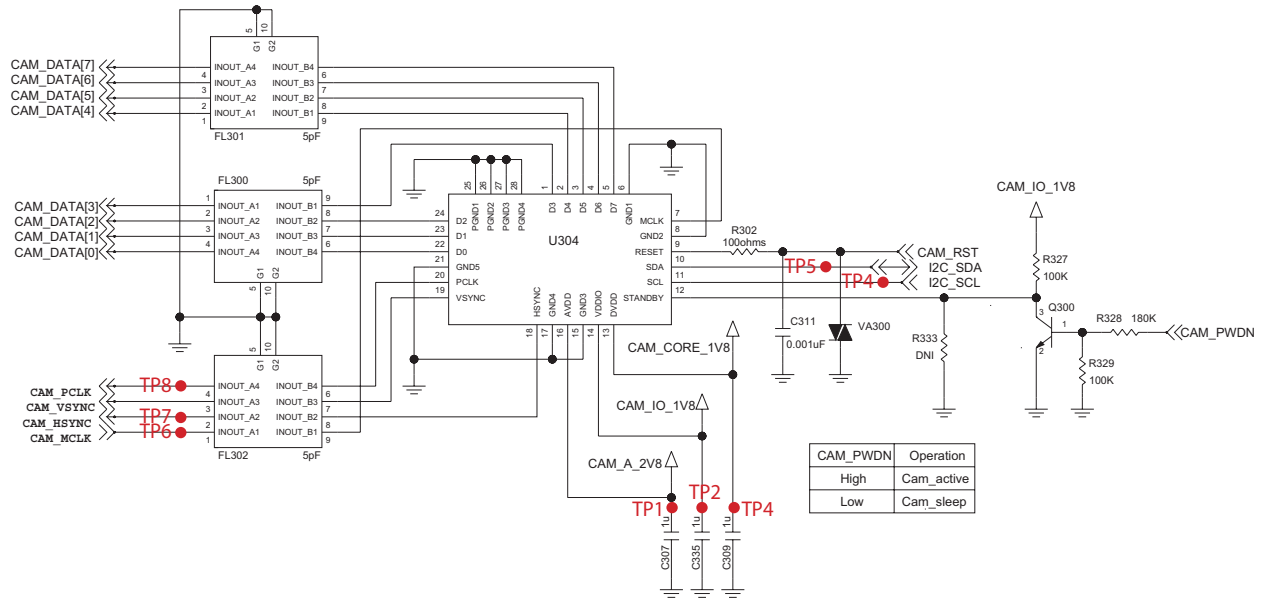 5 10
G1 G2
CAM_DATA[7] INOUT_A4 INOUT_B4
4 6
CAM_DATA[6] INOUT_A3 INOUT_B3
3 7
CAM_DATA[5] INOUT_A2 INOUT_B2
2 8
CAM_DATA[4] INOUT_A1 INOUT_B1
1 9
FL301 5pF
FL300 5pF
1 9
CAM_DATA[3] INOUT_A1 INOUT_B1
2 8
CAM_DATA[2] INOUT_A2 INOUT_B2
3 7
CAM_DATA[1] INOUT_A3 INOUT_B3
4 6
CAM_DATA[0] INOUT_A4 INOUT_B4
G1 G2
5 10
5 10
G1 G2
TP8 INOUT_A4 INOUT_B4
CAM_PCLK 4 6
INOUT_A3 INOUT_B3
CAM_VSYNC 3 7
TP7 INOUT_A2 INOUT_B2
CAM_HSYNC 2 8
TP6 INOUT_A1 INOUT_B1
CAM_MCLK 1 9
FL302 5pF
25 26 27 28 1 2 3 4 5 6
PGND1 PGND2 PGND3 PGND4 D3 D4 D5 D6 D7 GND1
U304
24 D2
23 D1
22 D0
21 GND5
20 PCLK
19 VSYNC
MCLK 7
GND2 8
RESET 9
SDA 10
SCL 11
STANDBY 12
HSYNC GND4 AVDD GND3 VDDIO DVDD
18 17 16 15 14 13
R302
100ohms
CAM_RST
TP5 I2C_SDA
TP4 I2C_SCL
C311
0.001uF
VA300
CAM_IO_1V8
R327
100K
Q300
3
1
2
R328 180K
CAM_PWDN
R329
100K
R333
DNI
CAM_CORE_1V8
CAM_IO_1V8
CAM_A_2V8
TP1 TP2 TP4
1u 1u 1u
C307 C335 C309
CAM_PWDN Operation
High Cam_active
Low Cam_sleep